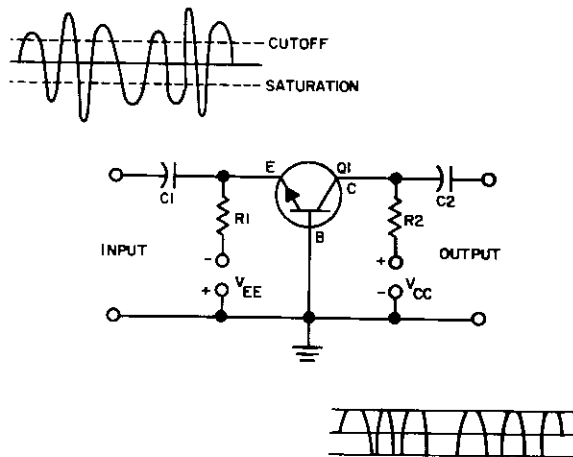 CUTOFF
SATURATION
E
Q1
C
C1
C2
R1
B
R2
INPUT
-
+
OUTPUT
+
VEE
-
VCC